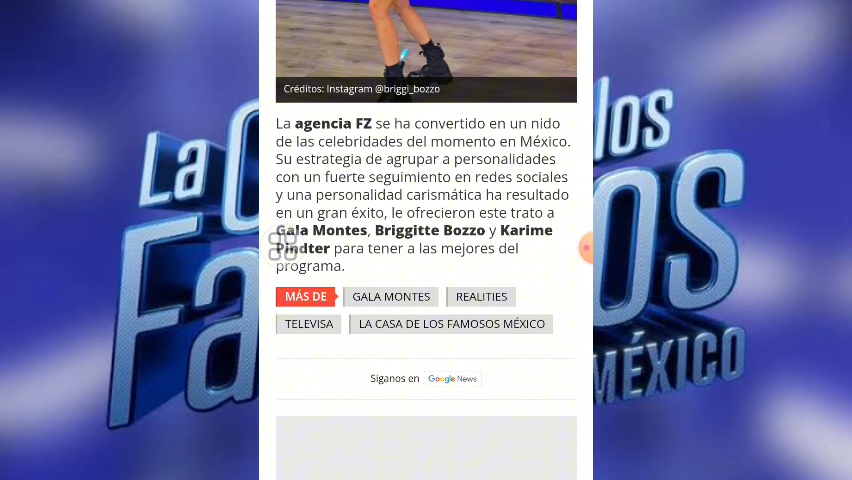 Créditos: Instagram @briggi_bozzo
La agencia FZ se ha convertido en un nido
de las celebridades del momento en México.
Su estrategia de agrupar a personalidades
con un fuerte seguimiento en redes sociales
y una personalidad carismática ha resultado
en un gran éxito, le ofrecieron este trato a
Gala Montes, Briggitte Bozzo y Karime
Pindter para tener a las mejores del
programa.
MÁS DE GALA MONTES REALITIES
TELEVISA LA CASA DE LOS FAMOSOS MÉXICO
Síganos en Google News
La
Fa
los
OS
MÉXICO